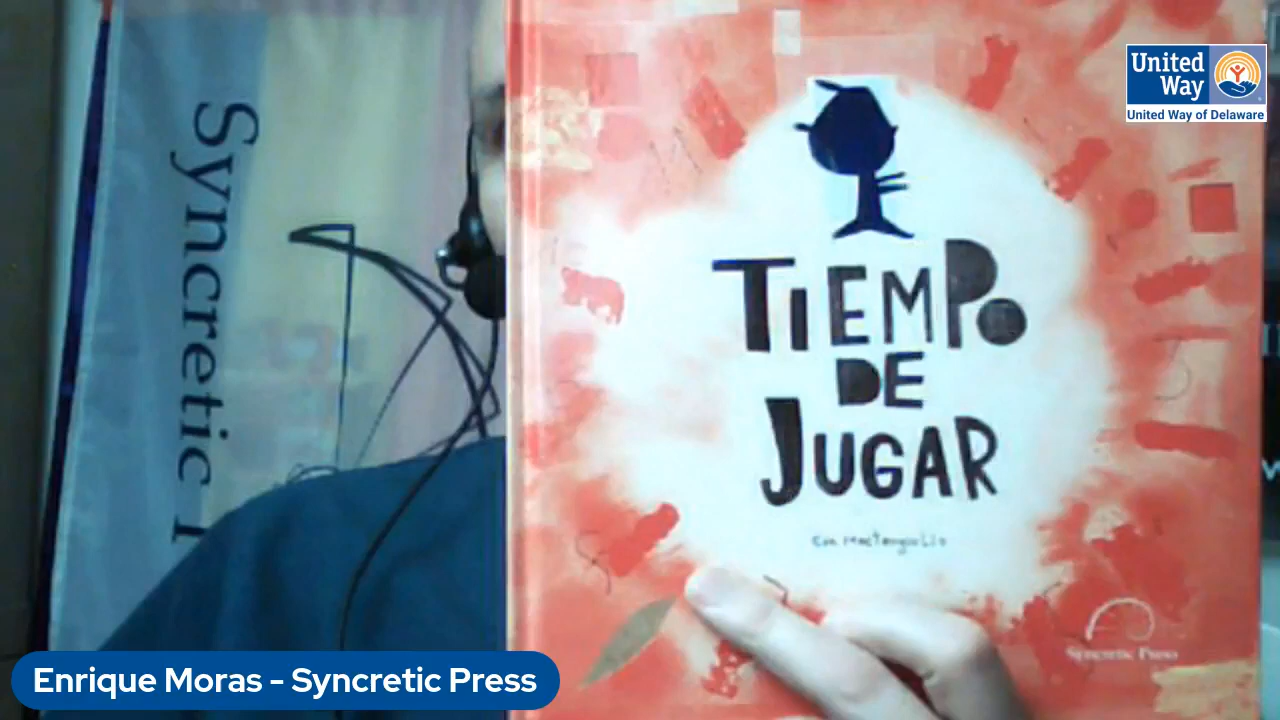 Syncretic
TIEMPO
DE
JUGAR
Syncretic Press
United
Way
United Way of Delaware
Enrique Moras - Syncretic Press